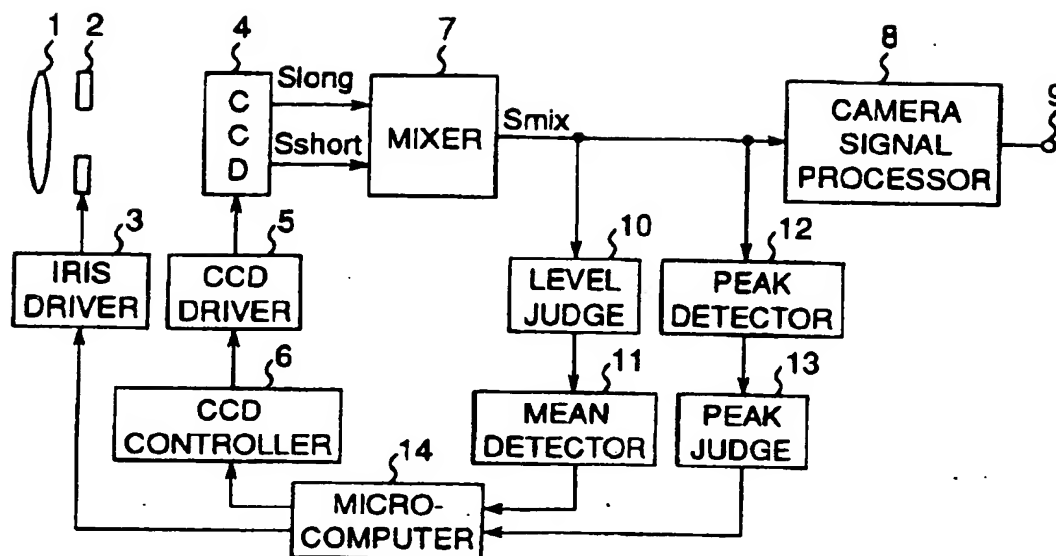 1
2
4
7
8
9
Slong
Sshort
C
C
D
MIXER
Smix
CAMERA
SIGNAL
PROCESSOR
3
5
10
12
IRIS
DRIVER
CCD
DRIVER
LEVEL
JUDGE
PEAK
DETECTOR
6
11
13
CCD
CONTROLLER
MEAN
DETECTOR
PEAK
JUDGE
14
MICRO-
COMPUTER